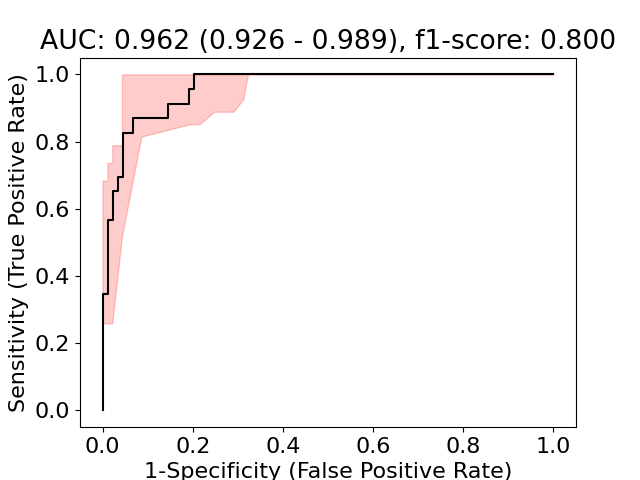 AUC: 0.962 (0.926 - 0.989), f1-score: 0.800
Sensitivity (True Positive Rate)
1.0
0.8
0.6
0.4
0.2
0.0
0.0 0.2 0.4 0.6 0.8 1.0
1-Specificity (False Positive Rate)